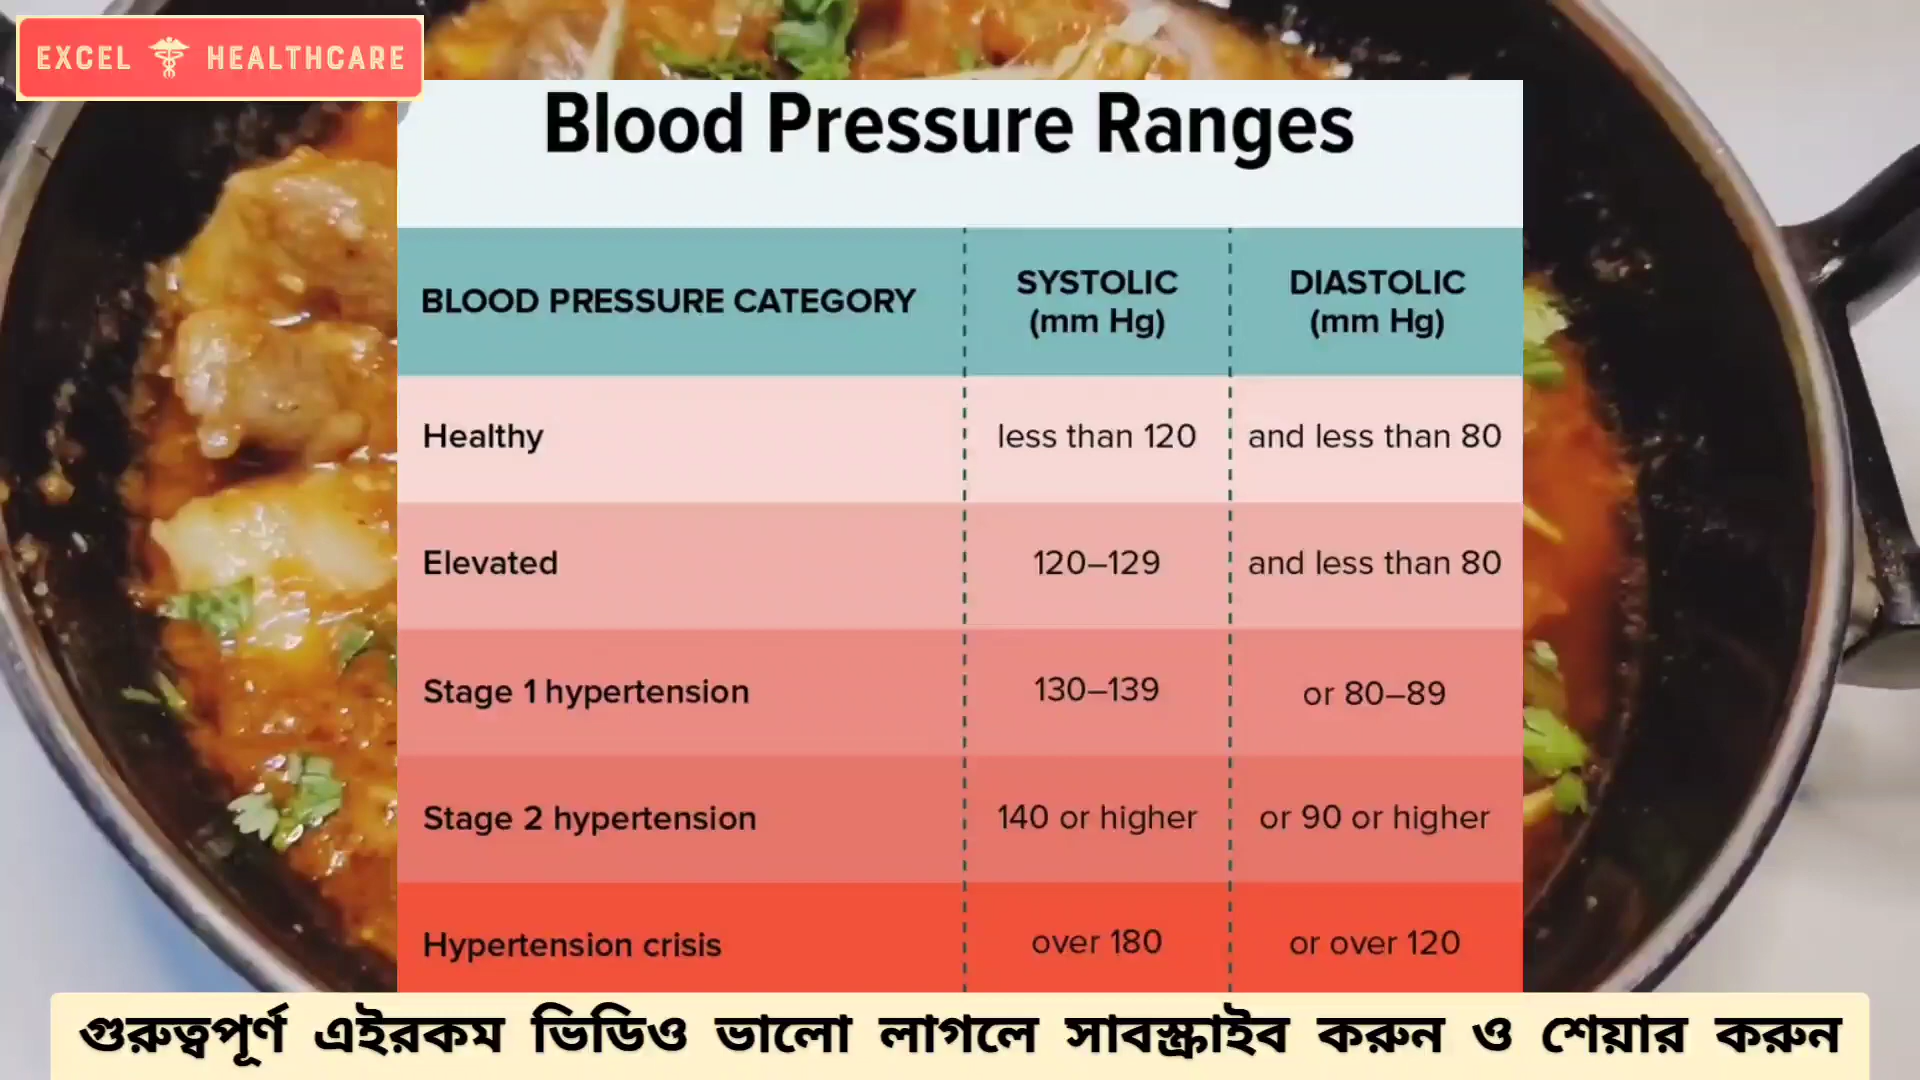 EXCEL HEALTHCARE
Blood Pressure Ranges
BLOOD PRESSURE CATEGORY
SYSTOLIC
(mm Hg)
DIASTOLIC
(mm Hg)
Healthy less than 120 and less than 80
Elevated 120–129 and less than 80
Stage 1 hypertension 130–139 or 80–89
Stage 2 hypertension 140 or higher or 90 or higher
Hypertension crisis over 180 or over 120
গুরুত্বপূর্ণ এইরকম ভিডিও ভালো লাগলে সাবস্ক্রাইব করুন ও শেয়ার করুন